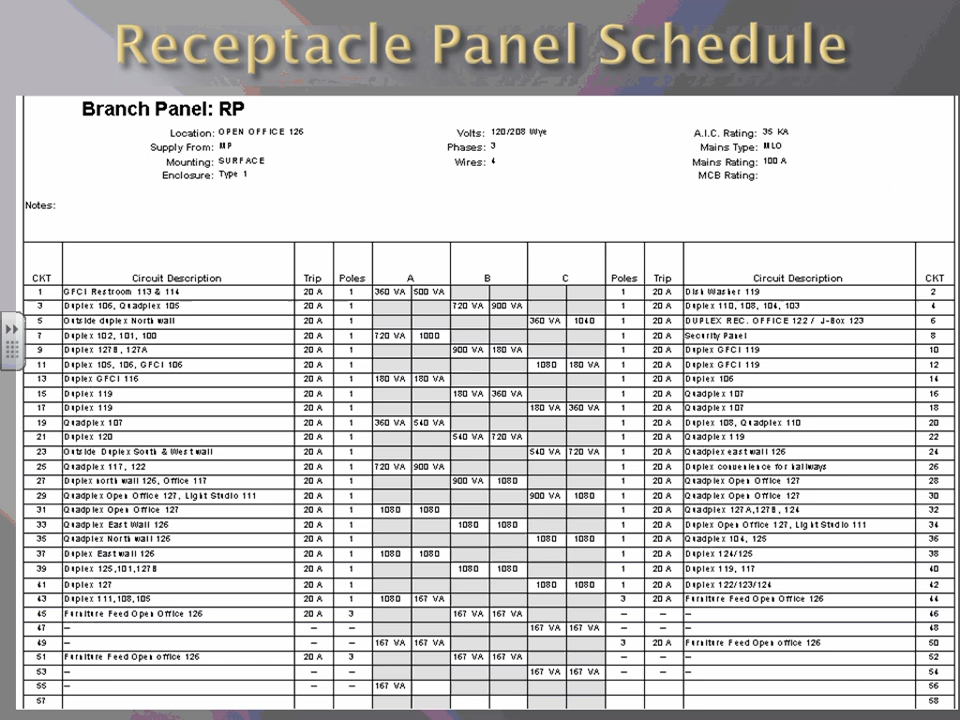 Receptacle Panel Schedule
Branch Panel: RP
Location: OPEN OFFICE 126 Volts: 120/208 Wye A.I.C. Rating: 35 KA
Supply From: MP Phases: 3 Mains Type: MLO
Mounting: SURFACE Wires: 4 Mains Rating: 100 A
Enclosure: Type 1 MCB Rating:
Notes:
CKT Circuit Description Trip Poles A B C Poles Trip Circuit Description CKT
1 GFCI Restroom 113 & 114 20 A 1 360 VA 500 VA 1 20 A Dish Washer 119 2
3 Duplex 106, Quadplex 105 20 A 1 720 VA 900 VA 1 20 A Duplex 110, 108, 104, 103 4
5 Outside duplex North wall 20 A 1 360 VA 1040 1 20 A DUPLEX REC. OFFICE 122 / J-Box 123 6
7 Duplex 102, 101, 100 20 A 1 720 VA 1000 1 20 A Security Panel 8
9 Duplex 127B, 127A 20 A 1 900 VA 180 VA 1 20 A Duplex GFCI 119 10
11 Duplex 105, 106, GFCI 106 20 A 1 1080 180 VA 1 20 A Duplex GFCI 119 12
13 Duplex GFCI 116 20 A 1 180 VA 180 VA 1 20 A Duplex 106 14
15 Duplex 119 20 A 1 180 VA 360 VA 1 20 A Quadplex 107 16
17 Duplex 119 20 A 1 180 VA 360 VA 1 20 A Quadplex 107 18
19 Quadplex 107 20 A 1 360 VA 540 VA 1 20 A Duplex 108, Quadplex 110 20
21 Duplex 120 20 A 1 540 VA 720 VA 1 20 A Quadplex 119 22
23 Outside Duplex South & West wall 20 A 1 540 VA 720 VA 1 20 A Quadplex east wall 126 24
25 Quadplex 117, 122 20 A 1 720 VA 900 VA 1 20 A Duplex convenience for hallways 26
27 Duplex north wall 126, Office 117 20 A 1 900 VA 1080 1 20 A Quadplex Open Office 127 28
29 Quadplex Open Office 127, Light Studio 111 20 A 1 900 VA 1080 1 20 A Quadplex Open Office 127 30
31 Quadplex Open Office 127 20 A 1 1080 1080 1 20 A Quadplex 127A,127B, 124 32
33 Quadplex East Wall 126 20 A 1 1080 1080 1 20 A Duplex Open Office 127, Light Studio 111 34
35 Quadplex North wall 126 20 A 1 1080 1080 1 20 A Quadplex 104, 125 36
37 Duplex East wall 126 20 A 1 1080 1080 1 20 A Duplex 124/125 38
39 Duplex 125,101,127B 20 A 1 1080 1080 1 20 A Duplex 119, 117 40
41 Duplex 127 20 A 1 1080 1080 1 20 A Duplex 122/123/124 42
43 Duplex 111,108,105 20 A 1 1080 167 VA 3 20 A Furniture Feed Open Office 126 44
45 Furniture Feed Open Office 126 20 A 3 167 VA 167 VA -- -- -- 46
47 -- -- -- 167 VA 167 VA -- -- -- 48
49 -- -- -- 167 VA 167 VA 3 20 A Furniture Feed Open office 126 50
51 Furniture Feed Open office 126 20 A 3 167 VA 167 VA -- -- -- 52
53 -- -- -- 167 VA 167 VA -- -- -- 54
55 -- -- -- 167 VA 56
57 58